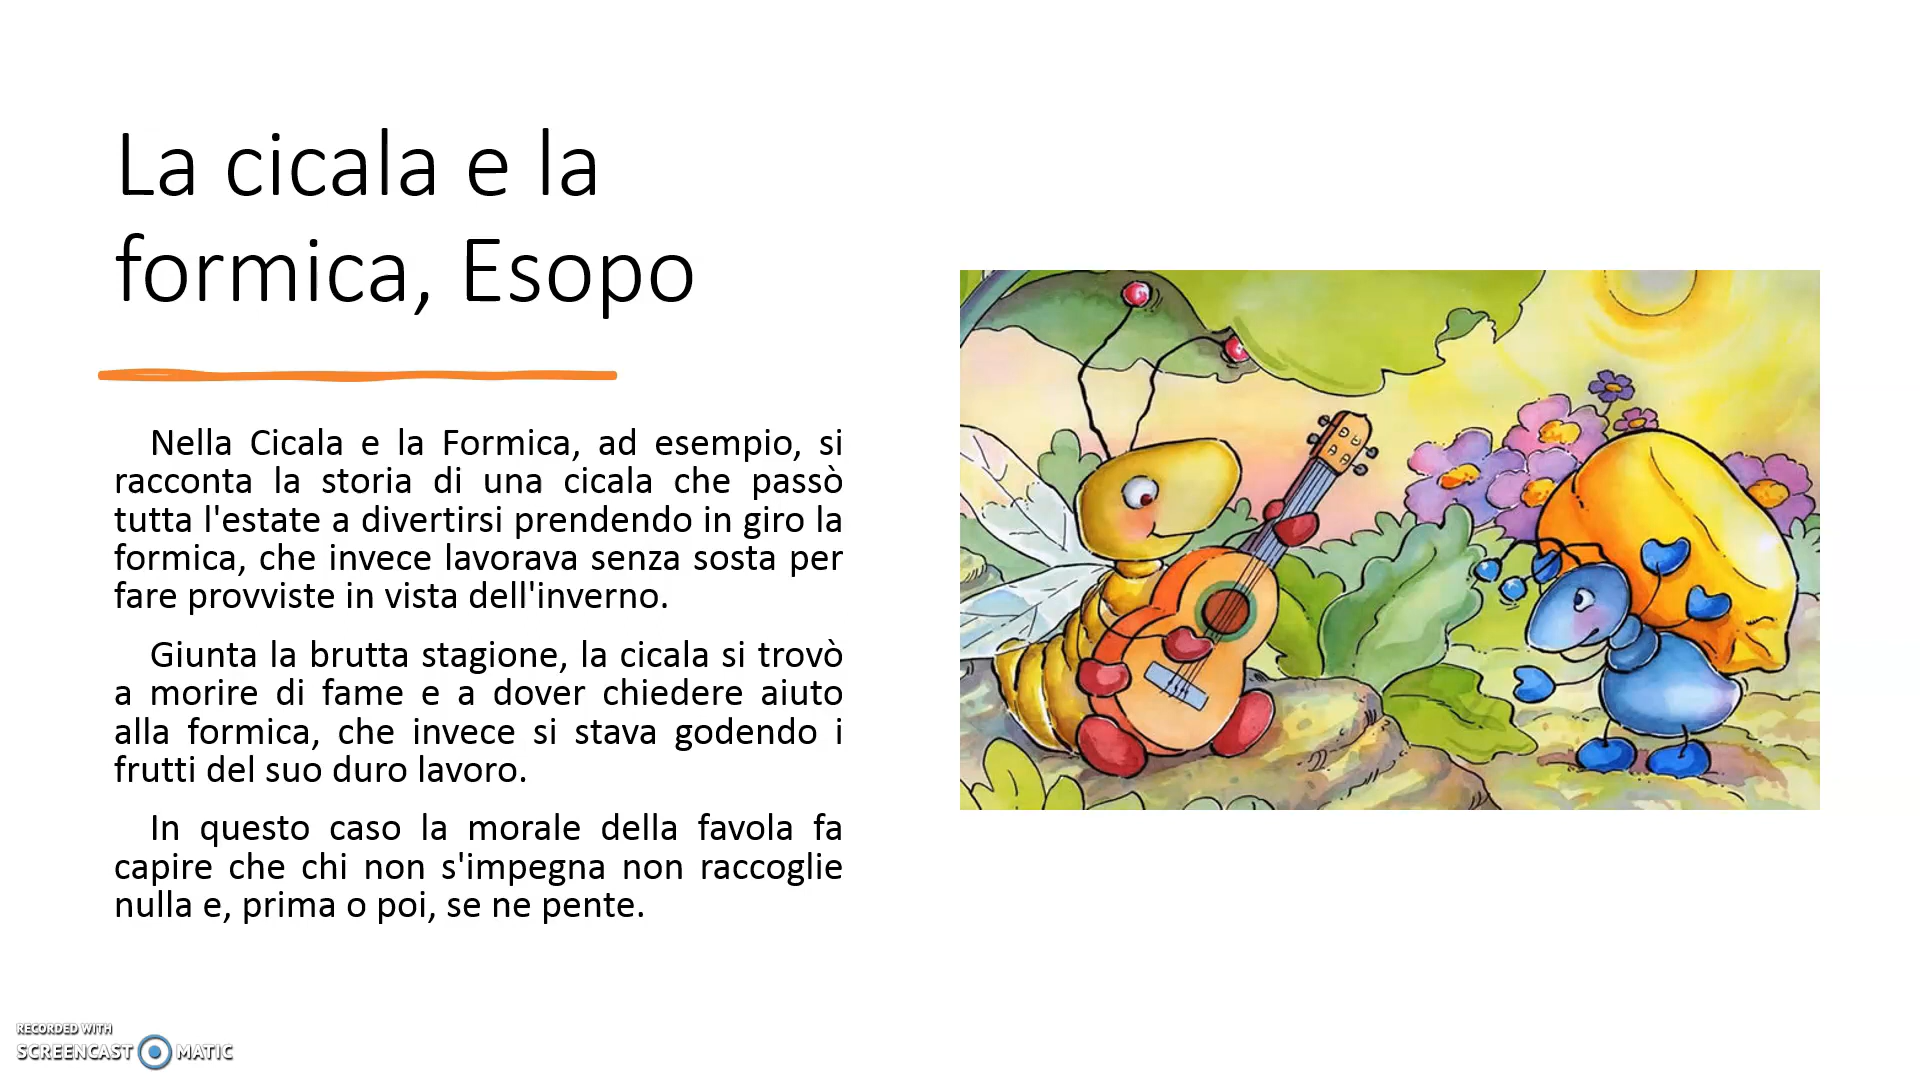 La cicala e la
formica, Esopo
Nella Cicala e la Formica, ad esempio, si
racconta la storia di una cicala che passò
tutta l'estate a divertirsi prendendo in giro la
formica, che invece lavorava senza sosta per
fare provviste in vista dell'inverno.
Giunta la brutta stagione, la cicala si trovò
a morire di fame e a dover chiedere aiuto
alla formica, che invece si stava godendo i
frutti del suo duro lavoro.
In questo caso la morale della favola fa
capire che chi non s'impegna non raccoglie
nulla e, prima o poi, se ne pente.
RECORDED WITH
SCREENCAST MATIC